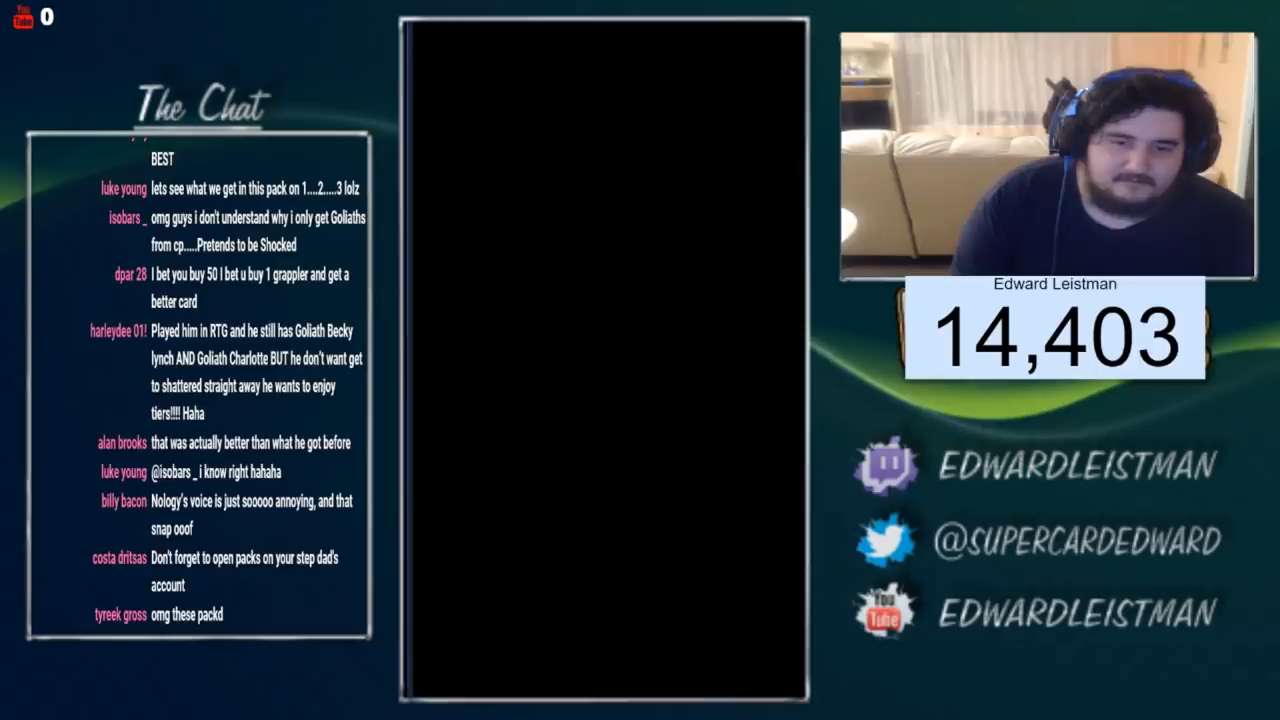 You
Tube
0
The Chat
BEST
luke young lets see what we get in this pack on 1....2.....3 lolz
isobars _ omg guys i don't understand why i only get Goliaths
from cp.....Pretends to be Shocked
dpar 28 I bet you buy 50 I bet u buy 1 grappler and get a
better card
harleydee 01! Played him in RTG and he still has Goliath Becky
lynch AND Goliath Charlotte BUT he don't want get
to shattered straight away he wants to enjoy
tiers!!!! Haha
alan brooks that was actually better than what he got before
luke young @isobars _ i know right hahaha
billy bacon Nology's voice is just sooooo annoying, and that
snap ooof
costa dritsas Don't forget to open packs on your step dad's
account
tyreek gross omg these packd
Edward Leistman
14,403
EDWARDLEISTMAN
@SUPERCARDEDWARD
You
Tube
EDWARDLEISTMAN